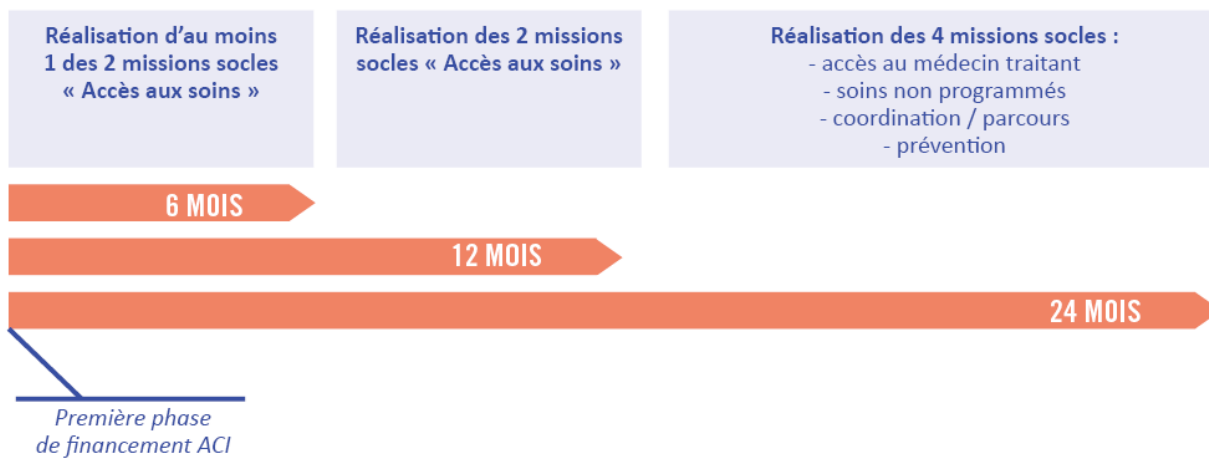 Réalisation d’au moins
1 des 2 missions socles
« Accès aux soins »
Réalisation des 2 missions
socles « Accès aux soins »
Réalisation des 4 missions socles :
- accès au médecin traitant
- soins non programmés
- coordination / parcours
- prévention
6 MOIS
12 MOIS
24 MOIS
Première phase
de financement ACI